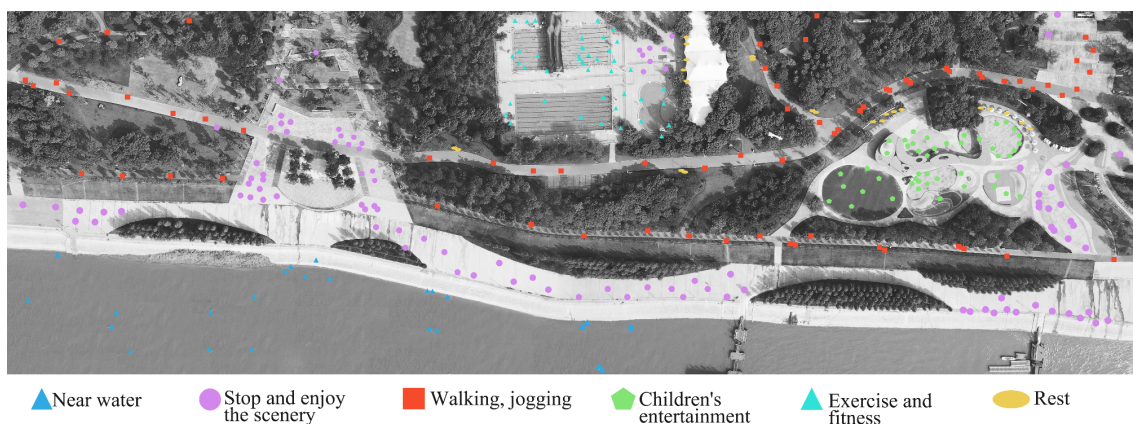 Near water
Stop and enjoy
the scenery
Walking, jogging
Children's
entertainment
Exercise and
fitness
Rest